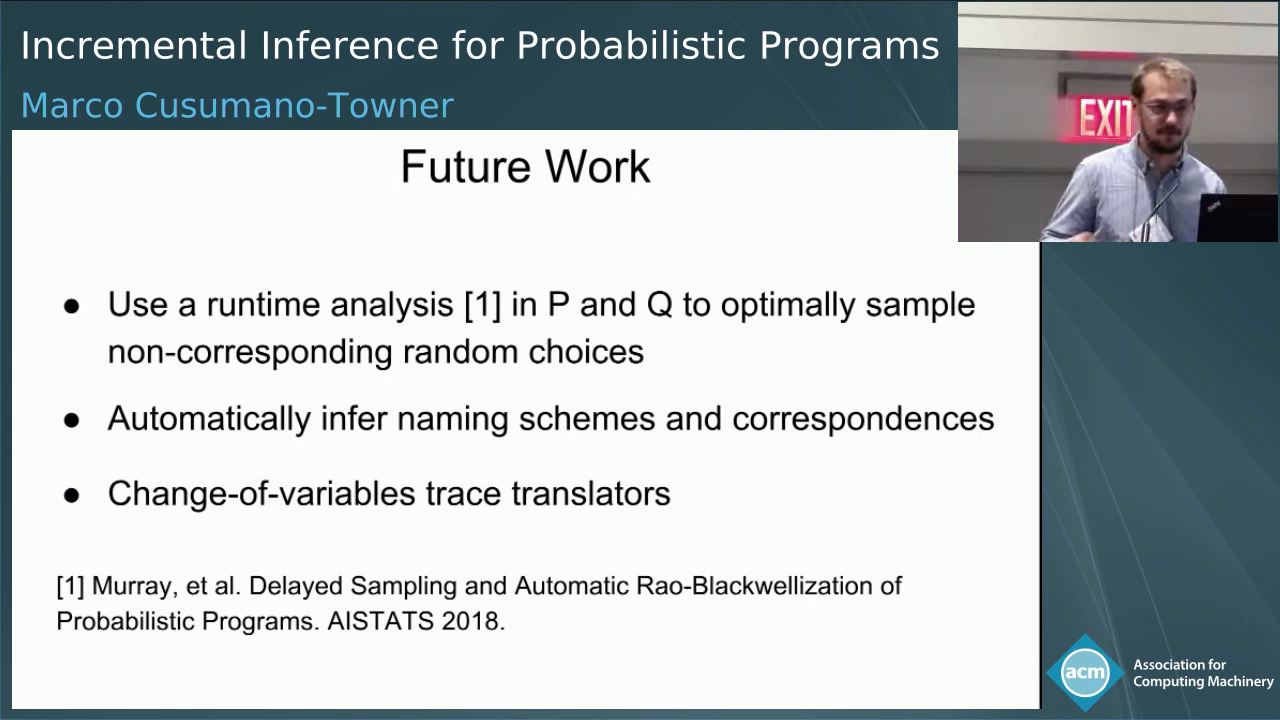 Incremental Inference for Probabilistic Programs
Marco Cusumano-Towner
EXIT
Future Work
● Use a runtime analysis [1] in P and Q to optimally sample
non-corresponding random choices
● Automatically infer naming schemes and correspondences
● Change-of-variables trace translators
[1] Murray, et al. Delayed Sampling and Automatic Rao-Blackwellization of
Probabilistic Programs. AISTATS 2018.
acm
Association for
Computing Machinery